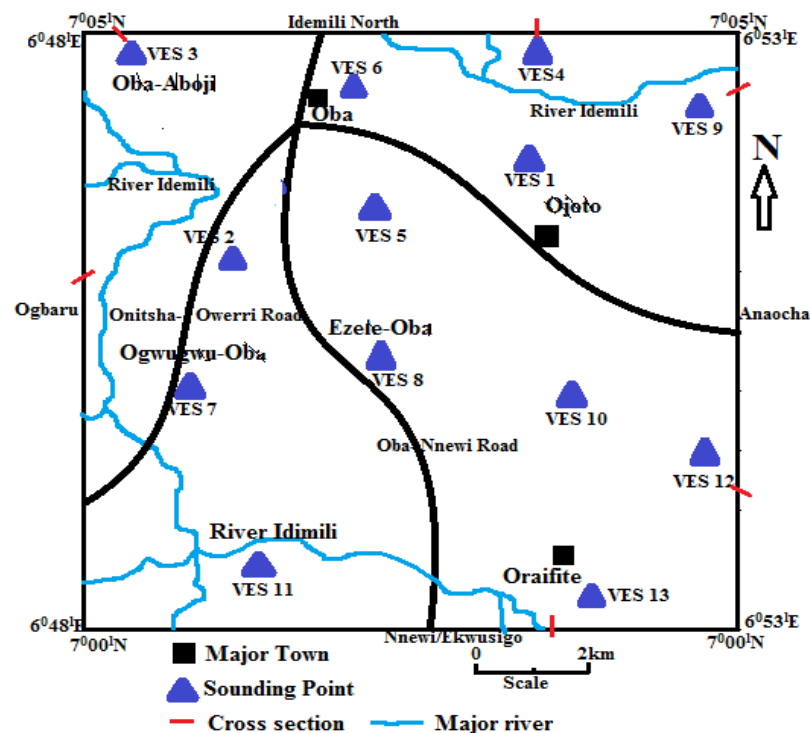 7⁰05ˡN Idemili North 7⁰05ˡN
6⁰48ˡE 6⁰53ˡE
VES 3
VES 6
VES4
Oba-Aboji
Oba
River Idemili
VES 9
N
VES 1
River Idemili
Ojoto
VES 5
VES 2
Ogbaru
Onitsha- Owerri Road
Ezele-Oba
Anaocha
Ogwugwu-Oba
VES 7
VES 8
VES 10
Oba-Nnewi Road
VES 12
River Idimili
VES 11
Oraifite
VES 13
6⁰48ˡE 6⁰53ˡE
7⁰00ˡN Nnewi/Ekwusigo 7⁰00ˡN
Major Town
0 2km
Scale
Sounding Point
Cross section Major river